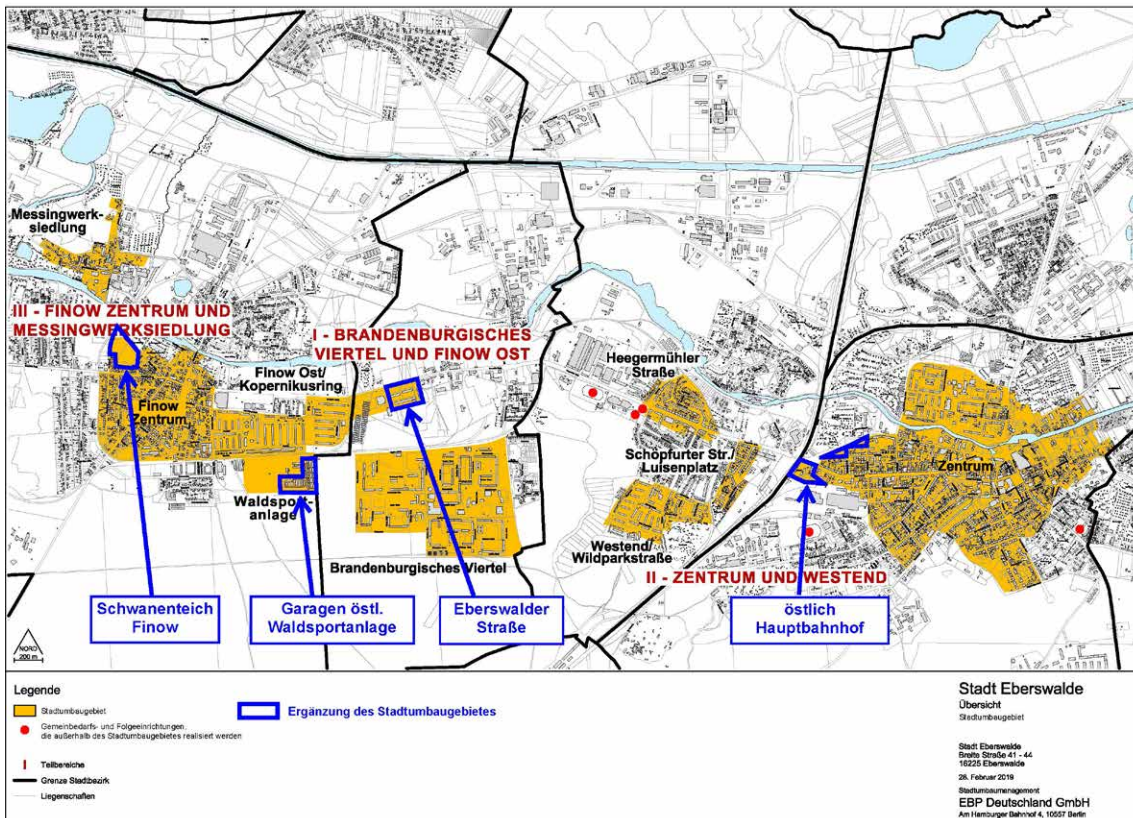 Messingwerk-
siedlung
III - FINOW ZENTRUM UND
MESSINGWERKSIEDLUNG
I - BRANDENBURGISCHES
VIERTEL UND FINOW OST
Finow Ost/
Kopernikusring
Finow
Zentrum
Heegermühler
Straße
Schöpfurter Str./
Luisenplatz
Zentrum
Waldsport-
anlage
Westend/
Wildparkstraße
Brandenburgisches Viertel
II - ZENTRUM UND WESTEND
Schwanenteich
Finow
Garagen östl.
Waldsportanlage
Eberswalder
Straße
östlich
Hauptbahnhof
NORD
200 m
Legende
Stadtumbaugebiet
Ergänzung des Stadtumbaugebietes
Gemeinbedarfs- und Folgeeinrichtungen,
die außerhalb des Stadtumbaugebietes realisiert werden
I Teilbereiche
Grenze Stadtbezirk
Liegenschaften
Stadt Eberswalde
Übersicht
Stadtumbaugebiet
Stadt Eberswalde
Breite Straße 41 - 44
16225 Eberswalde
28. Februar 2019
Stadtumbaumanagement
EBP Deutschland GmbH
Am Hamburger Bahnhof 4, 10557 Berlin